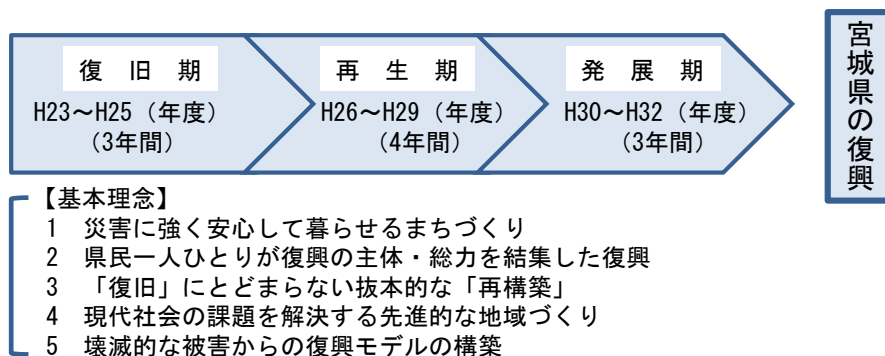 復旧期
H23～H25（年度）
（3年間）
再生期
H26～H29（年度）
（4年間）
発展期
H30～H32（年度）
（3年間）
宮城県の復興
【基本理念】
1 災害に強く安心して暮らせるまちづくり
2 県民一人ひとりが復興の主体・総力を結集した復興
3 「復旧」にとどまらない抜本的な「再構築」
4 現代社会の課題を解決する先進的な地域づくり
5 壊滅的な被害からの復興モデルの構築